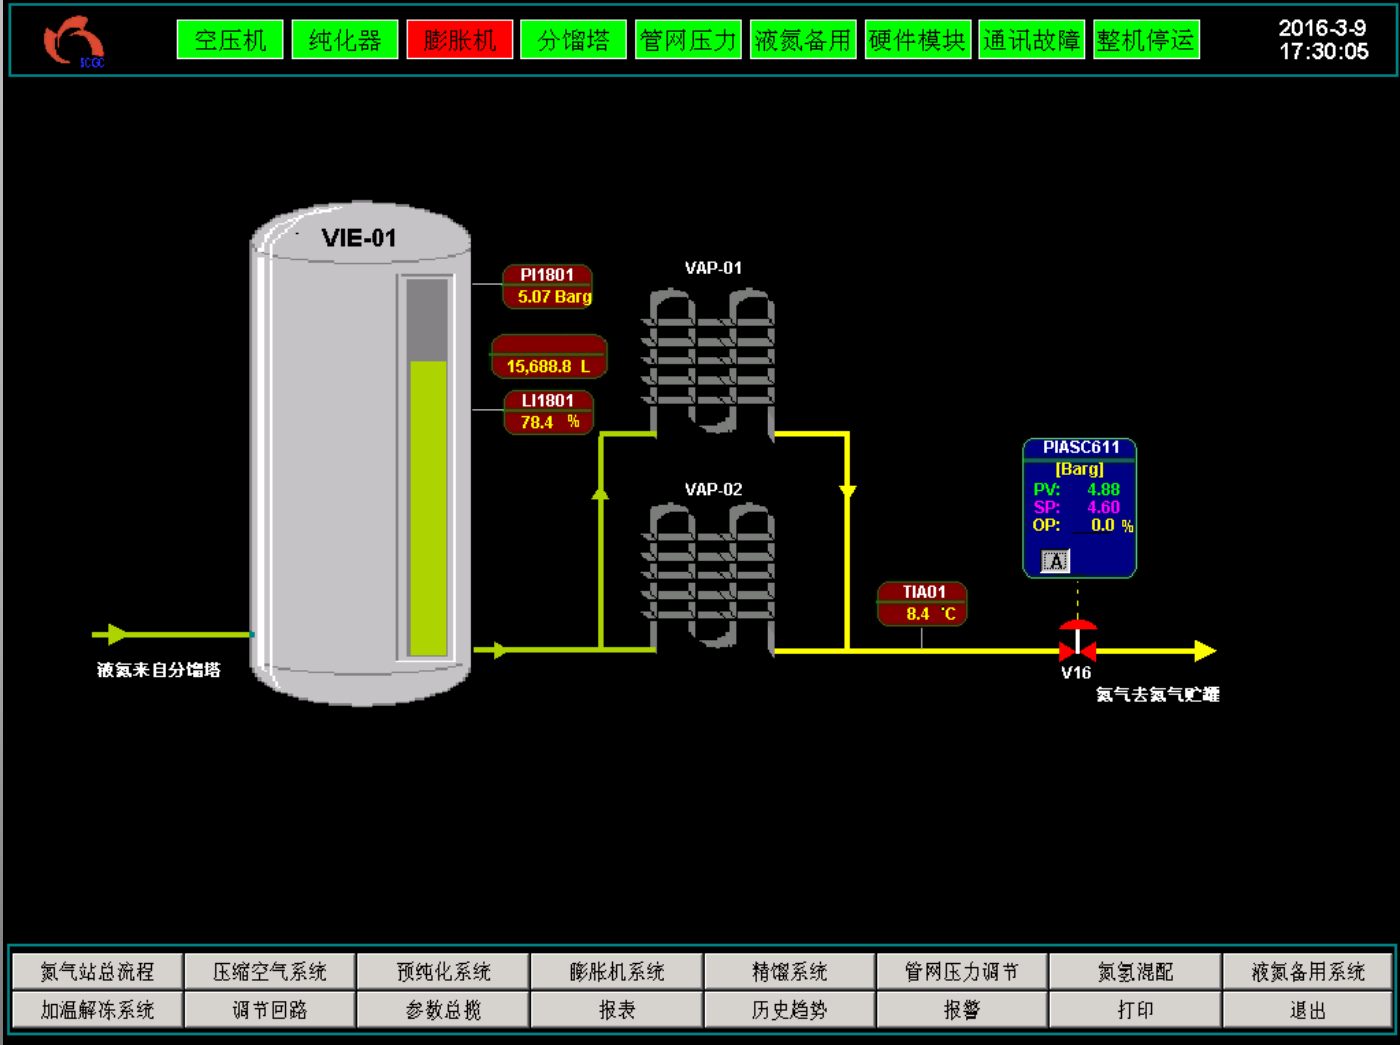 ICGC
空压机 纯化器 膨胀机 分馏塔 管网压力 液氮备用 硬件模块 通讯故障 整机停运
2016-3-9
17:30:05
VIE-01
PI1801
5.07 Barg
15,688.8 L
LI1801
78.4 %
VAP-01
VAP-02
PIASC611
[Barg]
PV: 4.88
SP: 4.60
OP: 0.0 %
A
TIA01
8.4 ℃
V16
液氮来自分馏塔
氮气去氮气贮罐
氮气站总流程 压缩空气系统 预纯化系统 膨胀机系统 精馏系统 管网压力调节 氮氢混配 液氮备用系统
加温解冻系统 调节回路 参数总揽 报表 历史趋势 报警 打印 退出